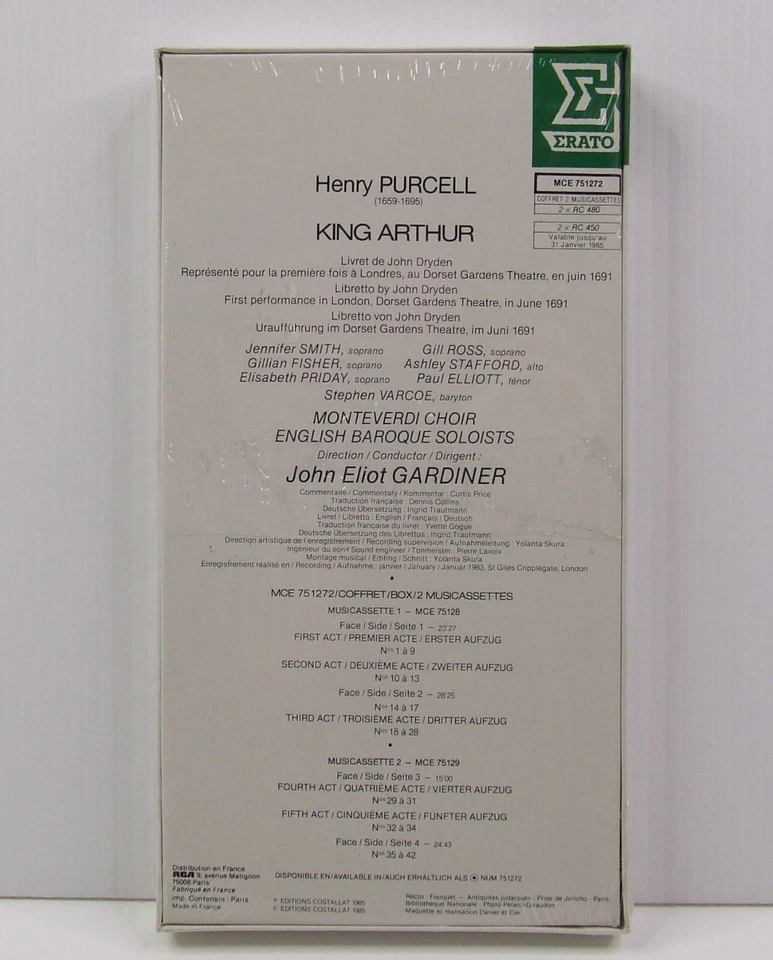 ΣRATO
MCE 751272
COFFRET 2 MUSICASSETTES
2 × RC 480
2 × RC 450
Valable jusqu'au
31 Janvier 1985
Henry PURCELL
(1659-1695)
KING ARTHUR
Livret de John Dryden
Représenté pour la première fois à Londres, au Dorset Gardens Theatre, en juin 1691
Libretto by John Dryden
First performance in London, Dorset Gardens Theatre, in June 1691
Libretto von John Dryden
Uraufführung im Dorset Gardens Theatre, im Juni 1691
Jennifer SMITH, soprano Gill ROSS, soprano
Gillian FISHER, soprano Ashley STAFFORD, alto
Elisabeth PRIDAY, soprano Paul ELLIOTT, ténor
Stephen VARCOE, baryton
MONTEVERDI CHOIR
ENGLISH BAROQUE SOLOISTS
Direction / Conductor / Dirigent :
John Eliot GARDINER
Commentaire / Commentary / Kommentar : Curtis Price
Traduction française : Dennis Collins
Deutsche Übersetzung : Ingrid Trautmann
Livret / Libretto : English / Français / Deutsch
Traduction française du livret : Yvette Gogue
Deutsche Übersetzung des Librettos : Ingrid Trautmann
Direction artistique de l'enregistrement / Recording supervision / Aufnahmeleitung : Yolanta Skura
Ingénieur du son / Sound engineer / Tonmeister : Pierre Lavoix
Montage musical / Editing / Schnitt : Yolanta Skura
Enregistrement réalisé en / Recording / Aufnahme : janvier / January / Januar 1983, St Giles Cripplegate, London
•
MCE 751272/COFFRET/BOX/2 MUSICASSETTES
MUSICASSETTE 1 – MCE 75128
Face / Side / Seite 1 – 23'27
FIRST ACT / PREMIER ACTE / ERSTER AUFZUG
Nos 1 à 9
SECOND ACT / DEUXIÈME ACTE / ZWEITER AUFZUG
Nos 10 à 13
Face / Side / Seite 2 – 26'25
Nos 14 à 17
THIRD ACT / TROISIÈME ACTE / DRITTER AUFZUG
Nos 18 à 28
•
MUSICASSETTE 2 – MCE 75129
Face / Side / Seite 3 – 15'00
FOURTH ACT / QUATRIÈME ACTE / VIERTER AUFZUG
Nos 29 à 31
FIFTH ACT / CINQUIÈME ACTE / FÜNFTER AUFZUG
Nos 32 à 34
Face / Side / Seite 4 – 24'43
Nos 35 à 42
Distribution en France
RCA 9, avenue Matignon
75008 Paris
Fabriqué en France
imp. Contensin - Paris
Made in France
DISPONIBLE EN/AVAILABLE IN/AUCH ERHALTLICH ALS NUM 751272
℗ EDITIONS COSTALLAT 1985
© EDITIONS COSTALLAT 1985
Recto : Fouquet – Antiquités judaïques : Prise de Jéricho - Paris,
Bibliothèque Nationale - Photo Giraudon
Maquette et réalisation Daniel et Cie